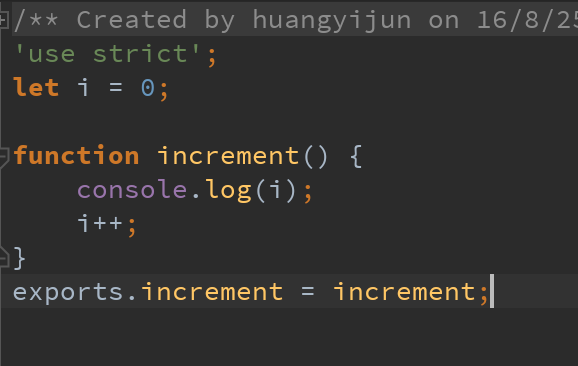 /** Created by huangyijun on 16/8/25
'use strict';
let i = 0;
function increment() {
    console.log(i);
    i++;
}
exports.increment = increment;